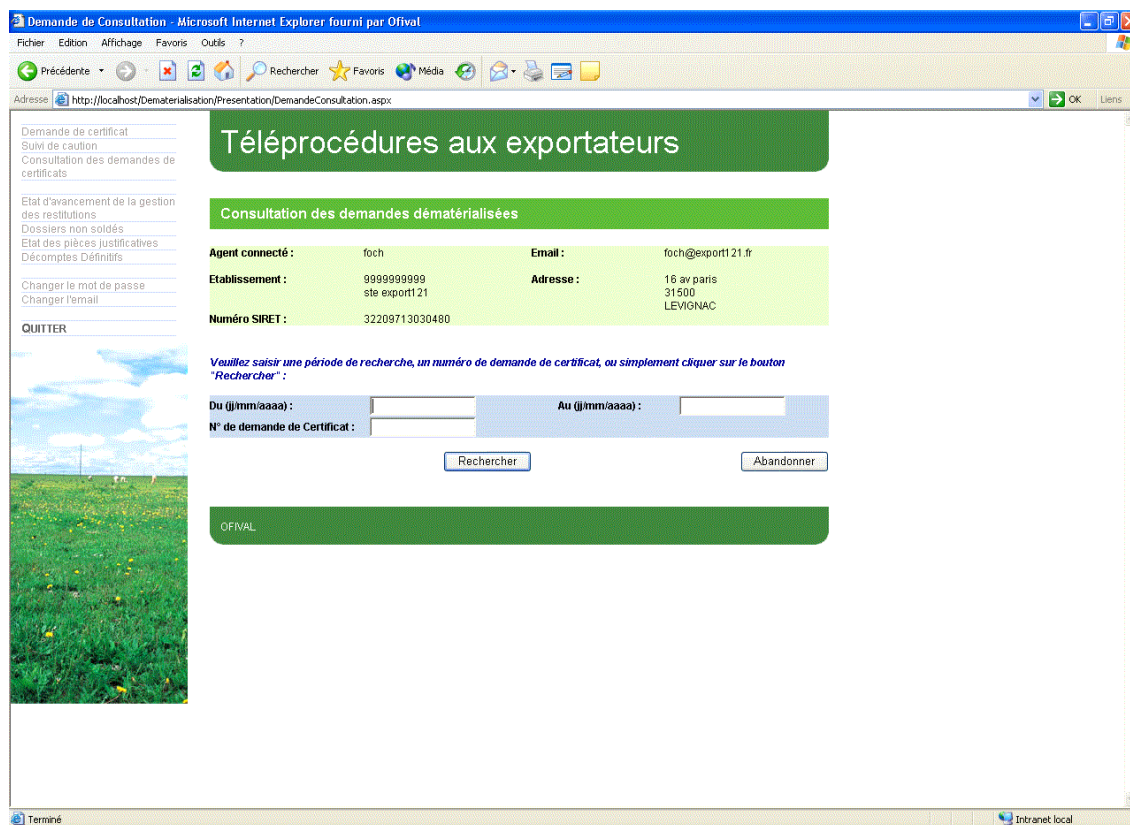 Demande de Consultation - Microsoft Internet Explorer fourni par Ofival
Fichier Edition Affichage Favoris Outils ?
Précédente Rechercher Favoris Média
Adresse http://localhost/Dematerialisation/Presentation/DemandeConsultation.aspx OK Liens
Demande de certificat
Suivi de caution
Consultation des demandes de
certificats
Etat d'avancement de la gestion
des restitutions
Dossiers non soldés
Etat des pièces justificatives
Décomptes Définitifs
Changer le mot de passe
Changer l'email
QUITTER
Téléprocédures aux exportateurs
Consultation des demandes dématérialisées
Agent connecté : foch Email : foch@export121.fr
Etablissement : 9999999999 Adresse : 16 av paris
ste export121 31500
LEVIGNAC
Numéro SIRET : 32209713030480
Veuillez saisir une période de recherche, un numéro de demande de certificat, ou simplement cliquer sur le bouton
"Rechercher" :
Du (jj/mm/aaaa) : Au (jj/mm/aaaa) :
N° de demande de Certificat :
Rechercher Abandonner
OFIVAL
Terminé Intranet local